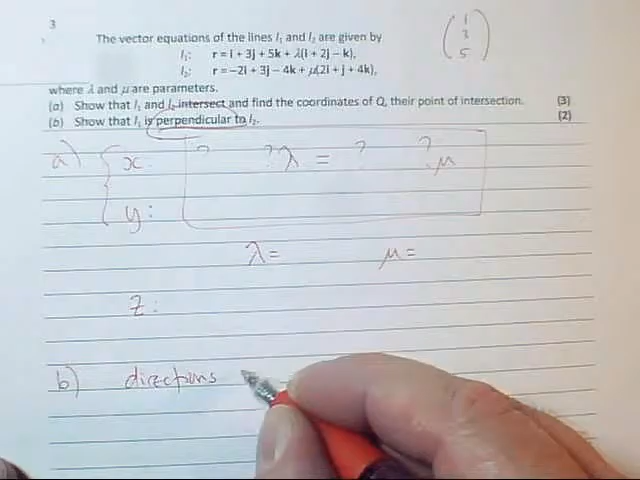 3
The vector equations of the lines l₁ and l₂ are given by
l₁: r = i + 3j + 5k + λ(i + 2j – k),
l₂: r = –2i + 3j – 4k + μ(2i + j + 4k),
( 1 3 5 )
where λ and μ are parameters.
(a) Show that l₁ and l₂ intersect and find the coordinates of Q, their point of intersection. (3)
(b) Show that l₁ is perpendicular to l₂. (2)
a) x: ? ?λ = ? ?μ
y:
λ= μ=
z:
b) directions